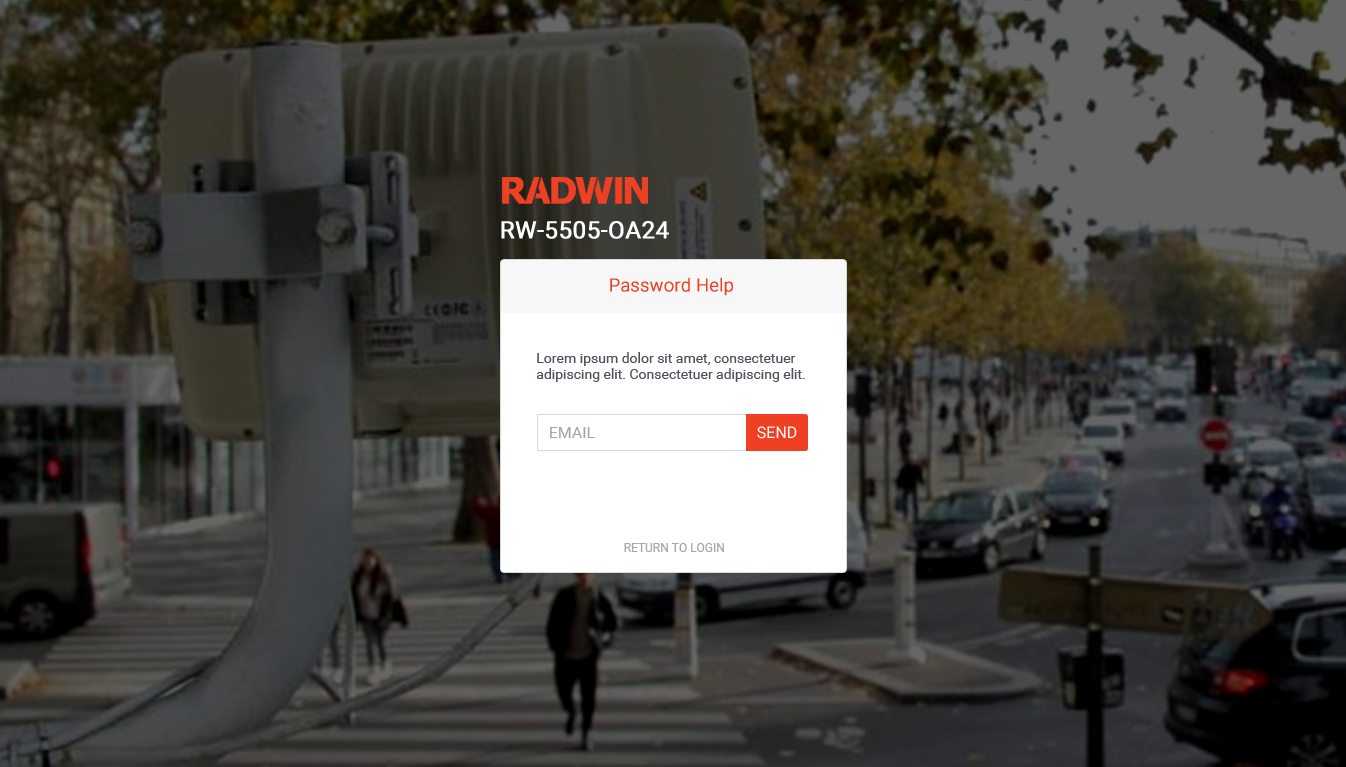 RADWIN
RW-5505-OA24
Password Help
Lorem ipsum dolor sit amet, consectetuer
adipiscing elit. Consectetuer adipiscing elit.
EMAIL
SEND
RETURN TO LOGIN